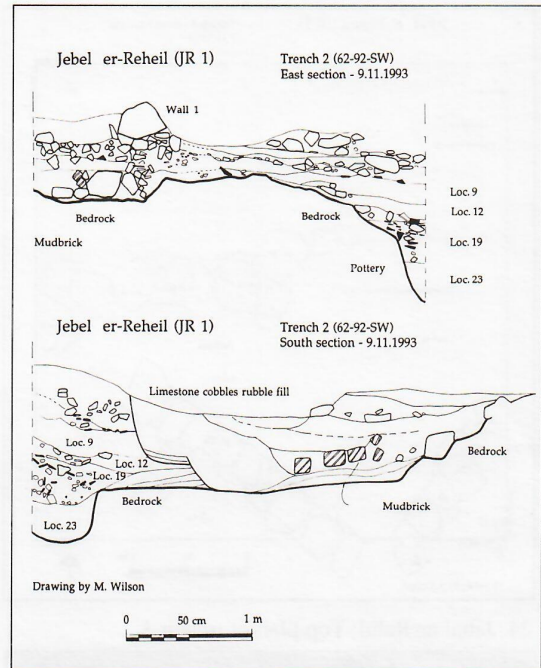 Jebel er-Reheil (JR 1)
Trench 2 (62-92-SW)
East section - 9.11.1993
Wall 1
Loc. 9
Bedrock
Bedrock
Loc. 12
Mudbrick
Loc. 19
Pottery
Loc. 23
Jebel er-Reheil (JR 1)
Trench 2 (62-92-SW)
South section - 9.11.1993
Limestone cobbles rubble fill
Loc. 9
Loc. 12
Bedrock
Loc. 19
Bedrock
Mudbrick
Loc. 23
Drawing by M. Wilson
0 50 cm 1 m